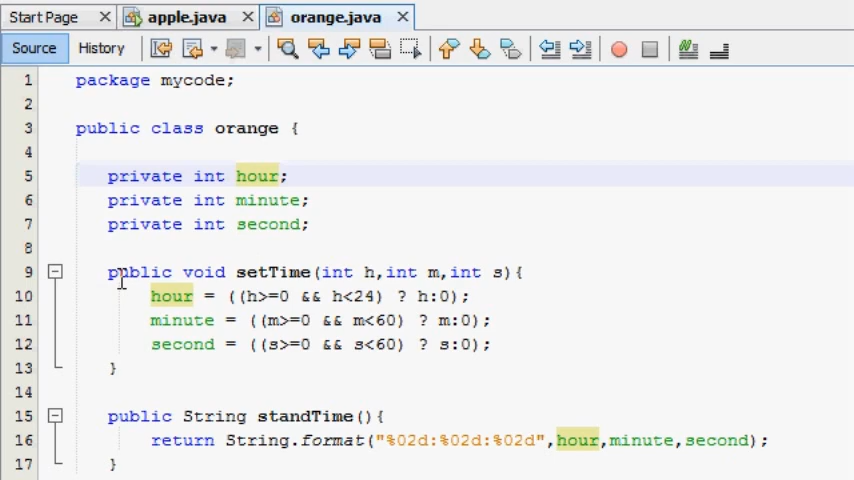 Start Page apple.java orange.java
Source History
1 package mycode;
2
3 public class orange {
4
5 private int hour;
6 private int minute;
7 private int second;
8
9 public void setTime(int h,int m,int s){
10 hour = ((h>=0 && h<24) ? h:0);
11 minute = ((m>=0 && m<60) ? m:0);
12 second = ((s>=0 && s<60) ? s:0);
13 }
14
15 public String standTime(){
16 return String.format("%02d:%02d:%02d",hour,minute,second);
17 }